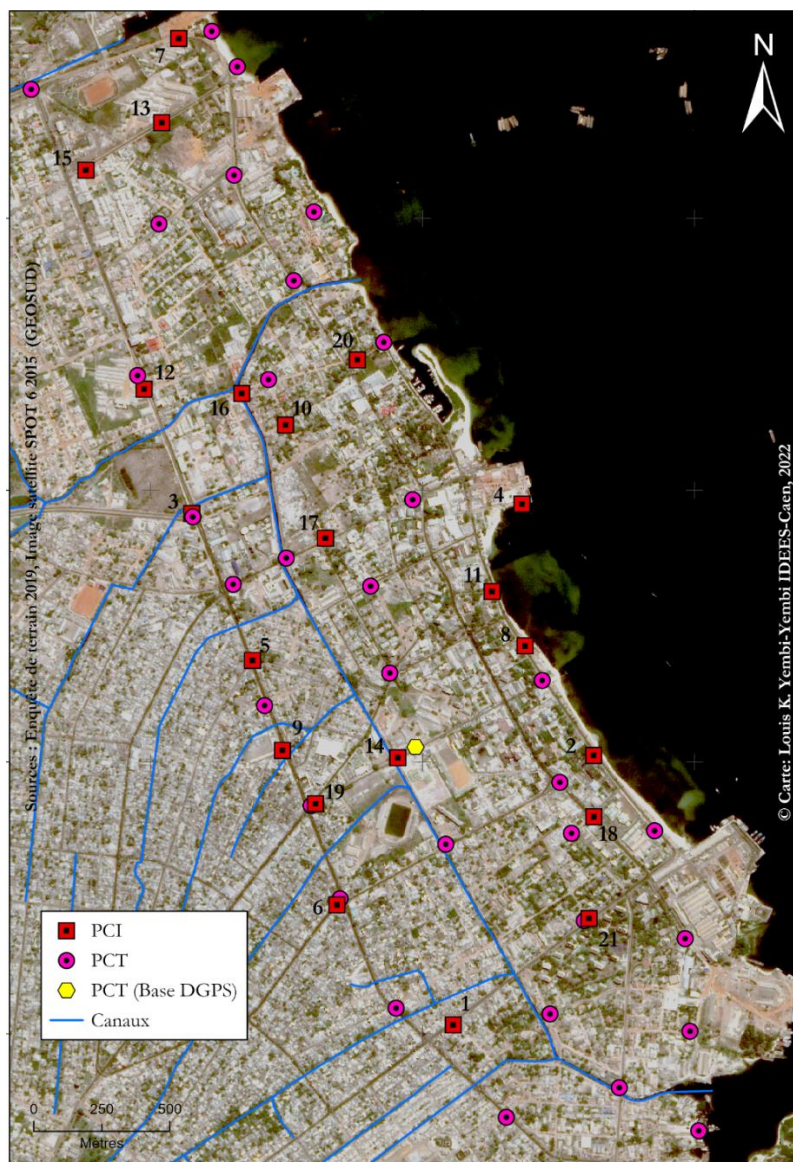 7
N
13
15
20
12
16
10
4
3
17
11
8
5
9
14
2
19
18
6
21
1
Sources : Enquête de terrain 2019, Image satellite SPOT 6 2015 (GEOSUD)
© Carte: Louis K. Yembi-Yembi IDEES-Caen, 2022
PCI
PCT
PCT (Base DGPS)
Canaux
0 250 500
Mètres